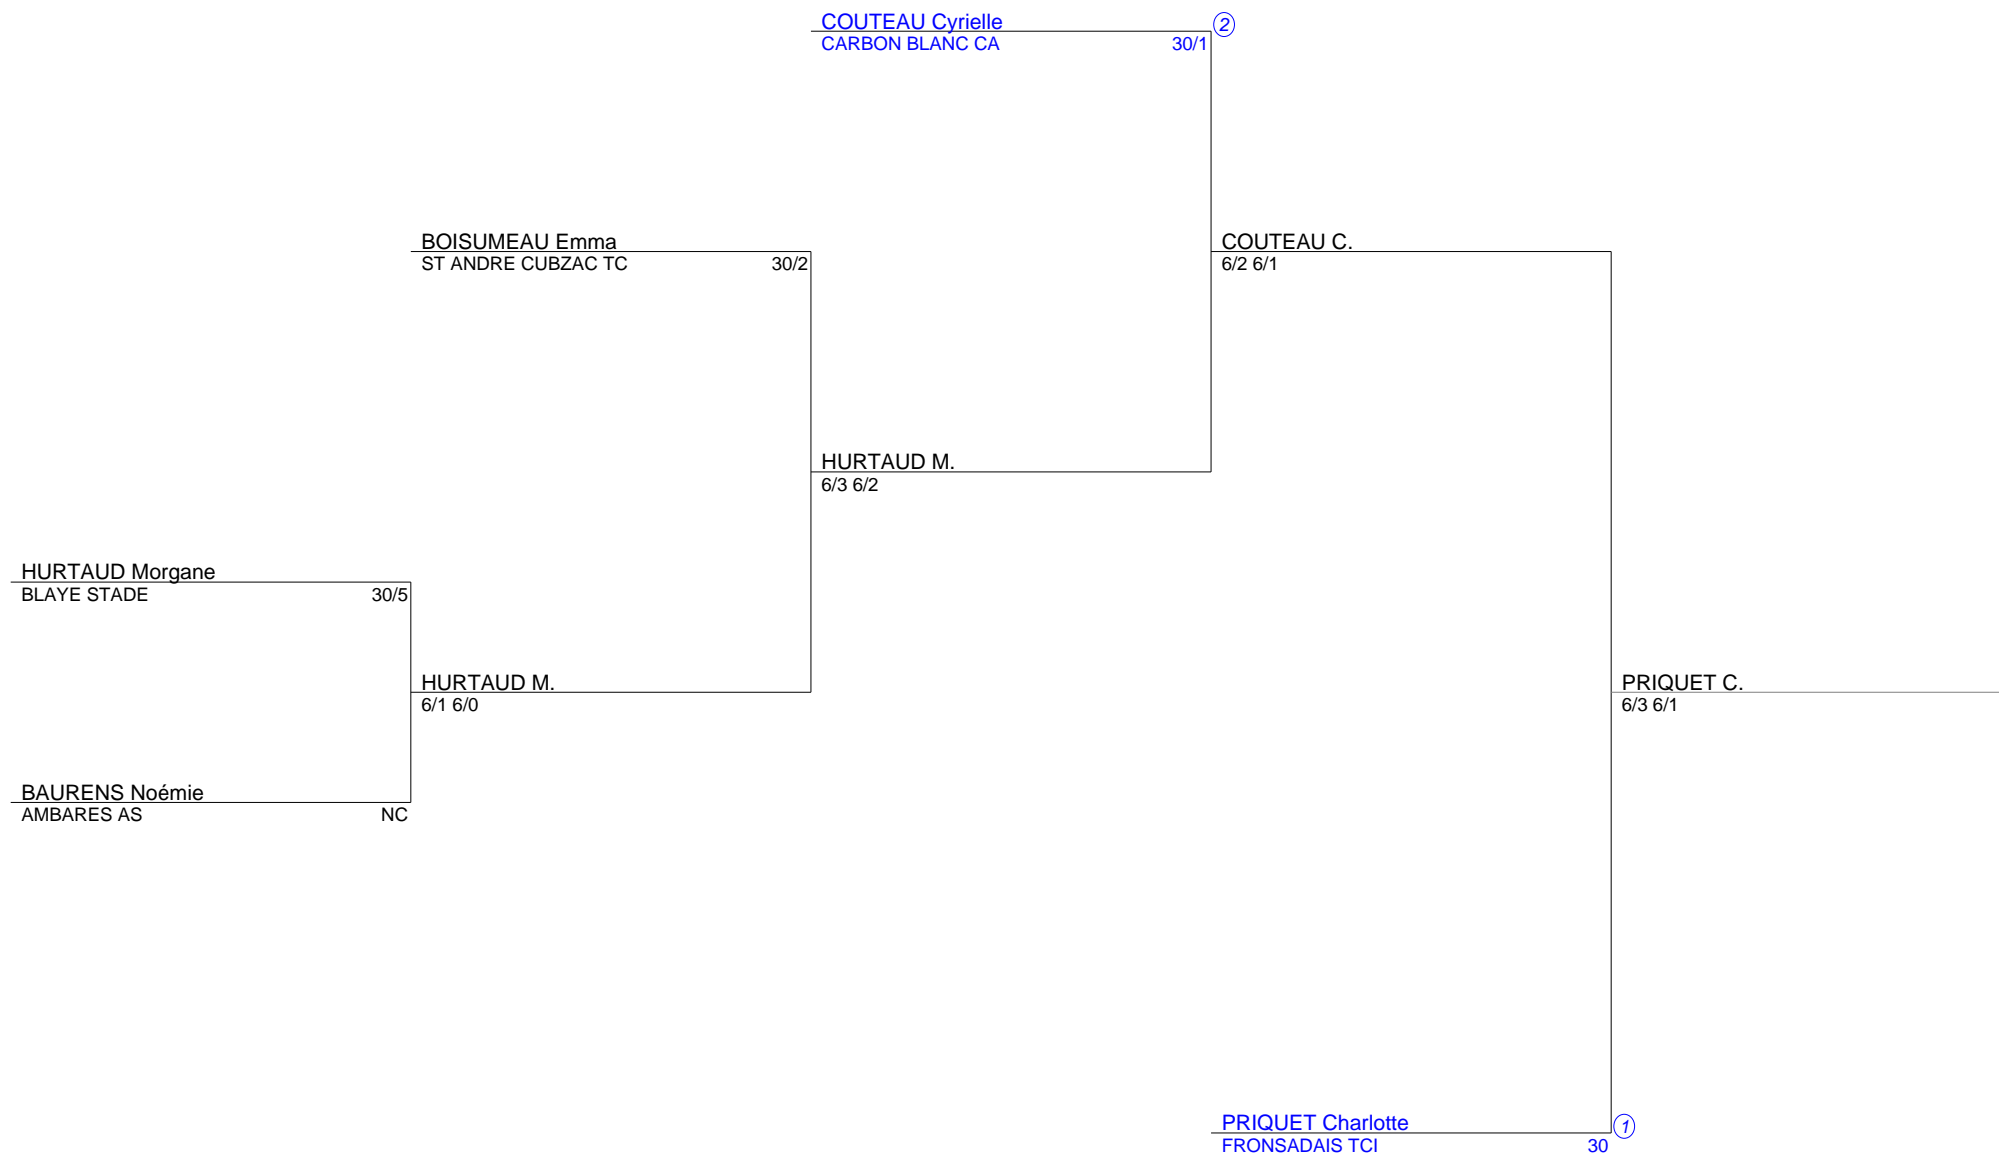 COUTEAU Cyrielle
2
CARBON BLANC CA 30/1
BOISUMEAU Emma
ST ANDRE CUBZAC TC 30/2
COUTEAU C.
6/2 6/1
HURTAUD M.
6/3 6/2
HURTAUD Morgane
BLAYE STADE 30/5
HURTAUD M.
6/1 6/0
PRIQUET C.
6/3 6/1
BAURENS Noémie
AMBARES AS NC
PRIQUET Charlotte
1
FRONSADAIS TCI 30